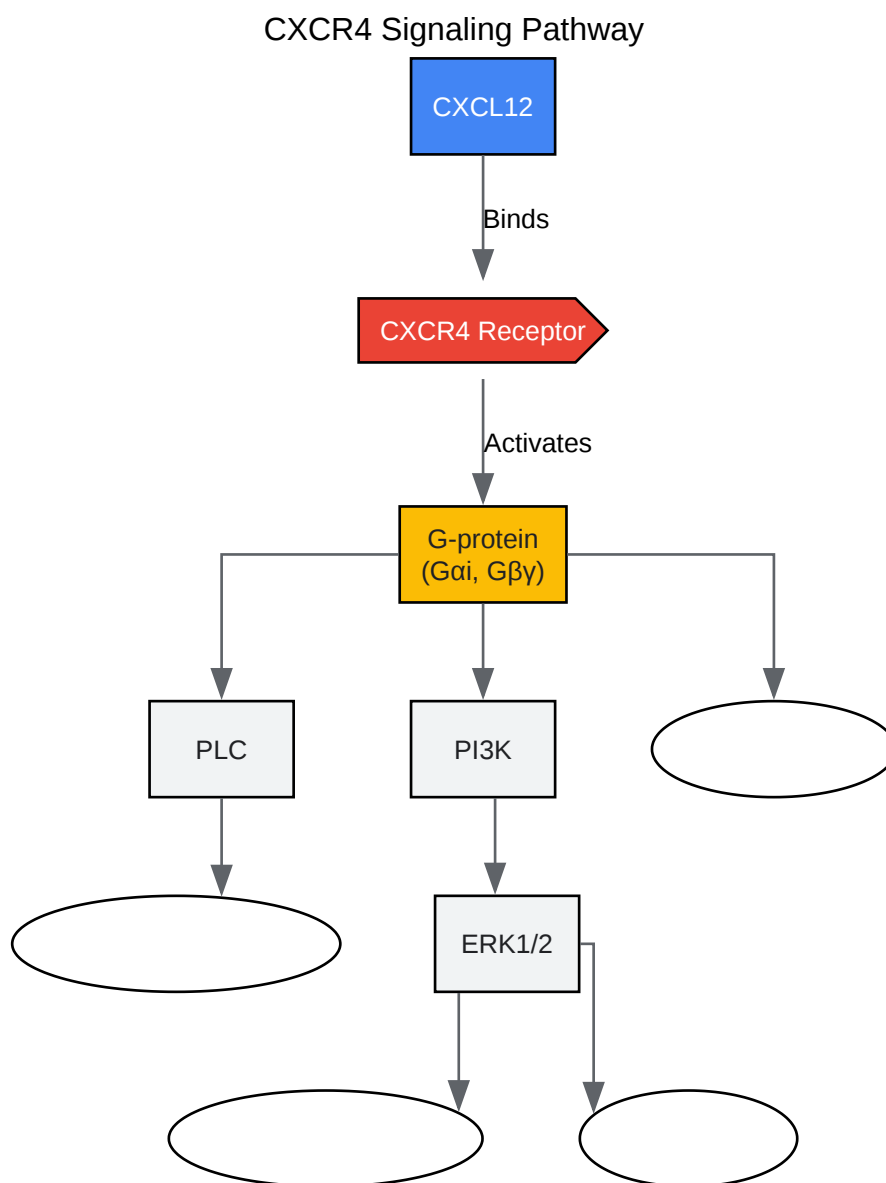 CXCR4 Signaling Pathway
CXCL12
Binds
CXCR4 Receptor
Activates
G-protein
(Gαi, Gβγ)
PLC
PI3K
ERK1/2